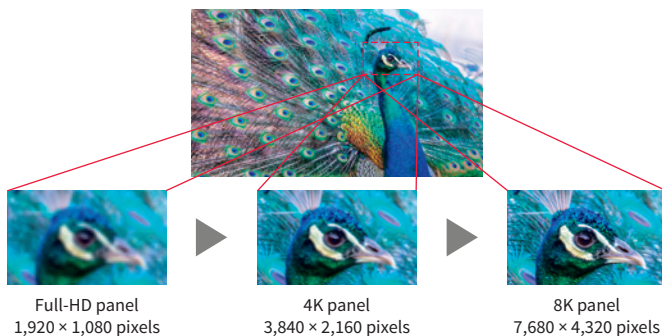 Full-HD panel
1,920 × 1,080 pixels
4K panel
3,840 × 2,160 pixels
8K panel
7,680 × 4,320 pixels